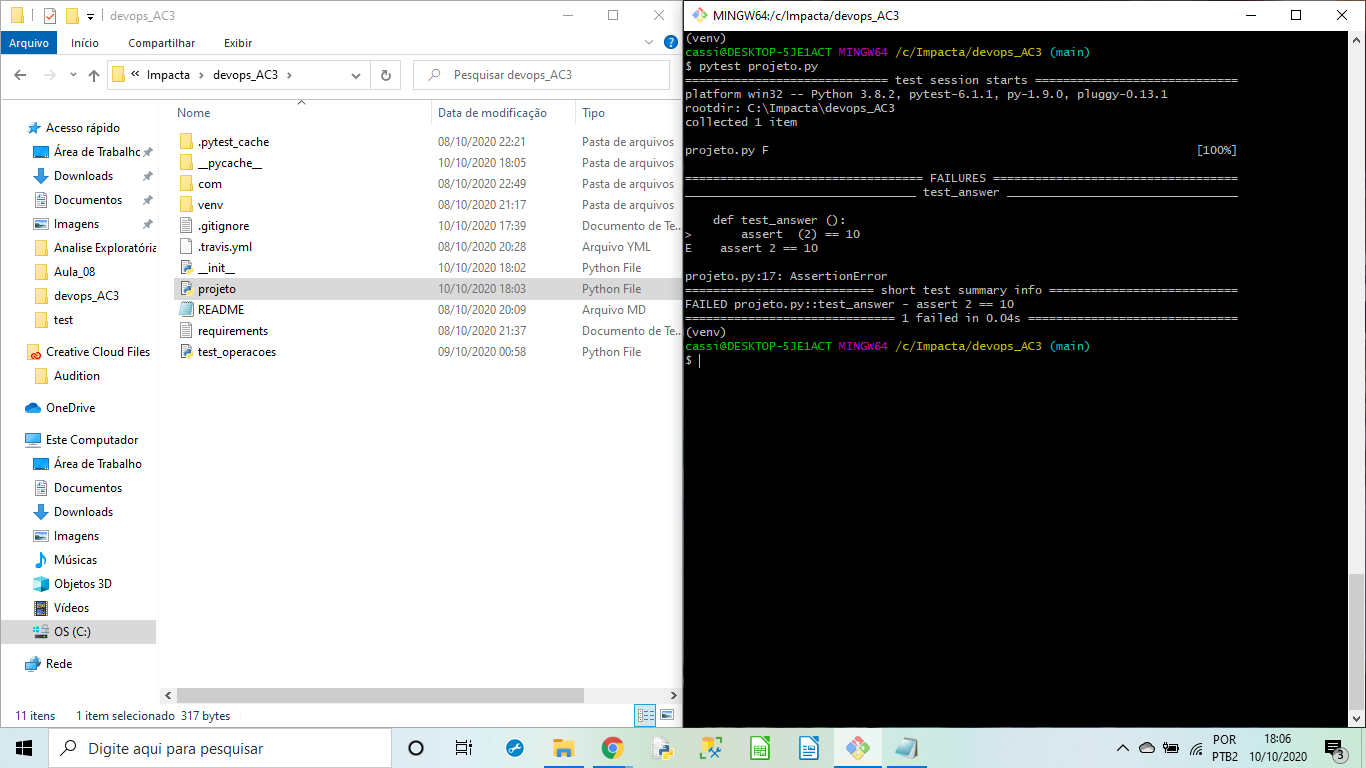 devops_AC3
Arquivo Início Compartilhar Exibir
« Impacta › devops_AC3 ›
Pesquisar devops_AC3
Nome Data de modificação Tipo
.pytest_cache 08/10/2020 22:21 Pasta de arquivos
__pycache__ 10/10/2020 18:05 Pasta de arquivos
com 08/10/2020 22:49 Pasta de arquivos
venv 08/10/2020 21:17 Pasta de arquivos
.gitignore 10/10/2020 17:39 Documento de Te...
.travis.yml 08/10/2020 20:28 Arquivo YML
__init__ 10/10/2020 18:02 Python File
projeto 10/10/2020 18:03 Python File
README 08/10/2020 20:09 Arquivo MD
requirements 08/10/2020 21:37 Documento de Te...
test_operacoes 09/10/2020 00:58 Python File
Acesso rápido
Área de Trabalho
Downloads
Documentos
Imagens
Analise Exploratória
Aula_08
devops_AC3
test
Creative Cloud Files
Audition
OneDrive
Este Computador
Área de Trabalho
Documentos
Downloads
Imagens
Músicas
Objetos 3D
Vídeos
OS (C:)
Rede
11 itens 1 item selecionado 317 bytes
MINGW64:/c/Impacta/devops_AC3
(venv)
cassi@DESKTOP-5JE1ACT MINGW64 /c/Impacta/devops_AC3 (main)
$ pytest projeto.py
============================= test session starts =============================
platform win32 -- Python 3.8.2, pytest-6.1.1, py-1.9.0, pluggy-0.13.1
rootdir: C:\Impacta\devops_AC3
collected 1 item
projeto.py F [100%]
================================== FAILURES ===================================
_________________________________ test_answer _________________________________
def test_answer ():
> assert (2) == 10
E assert 2 == 10
projeto.py:17: AssertionError
=========================== short test summary info ===========================
FAILED projeto.py::test_answer - assert 2 == 10
============================== 1 failed in 0.04s ==============================
(venv)
cassi@DESKTOP-5JE1ACT MINGW64 /c/Impacta/devops_AC3 (main)
$
Digite aqui para pesquisar
POR
PTB2
18:06
10/10/2020
3